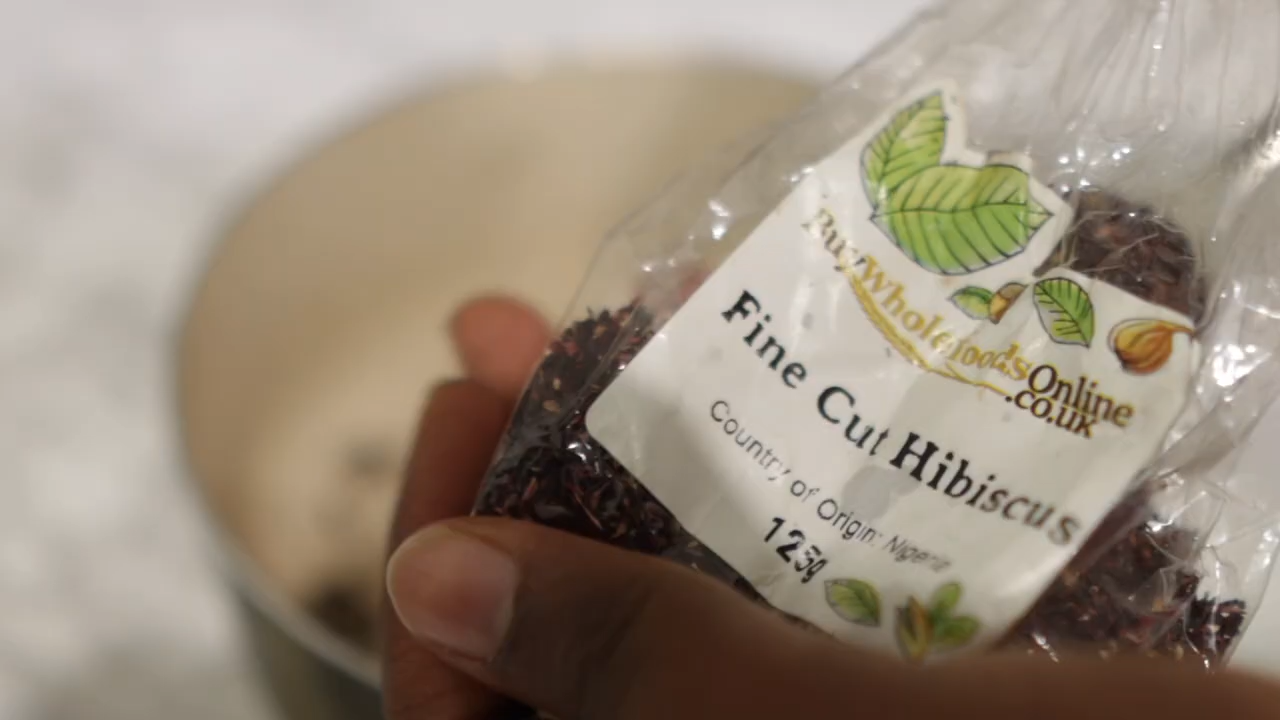 BuyWholefoodsOnline
.co.uk
Fine Cut Hibiscus
Country of Origin: Nigeria
125g